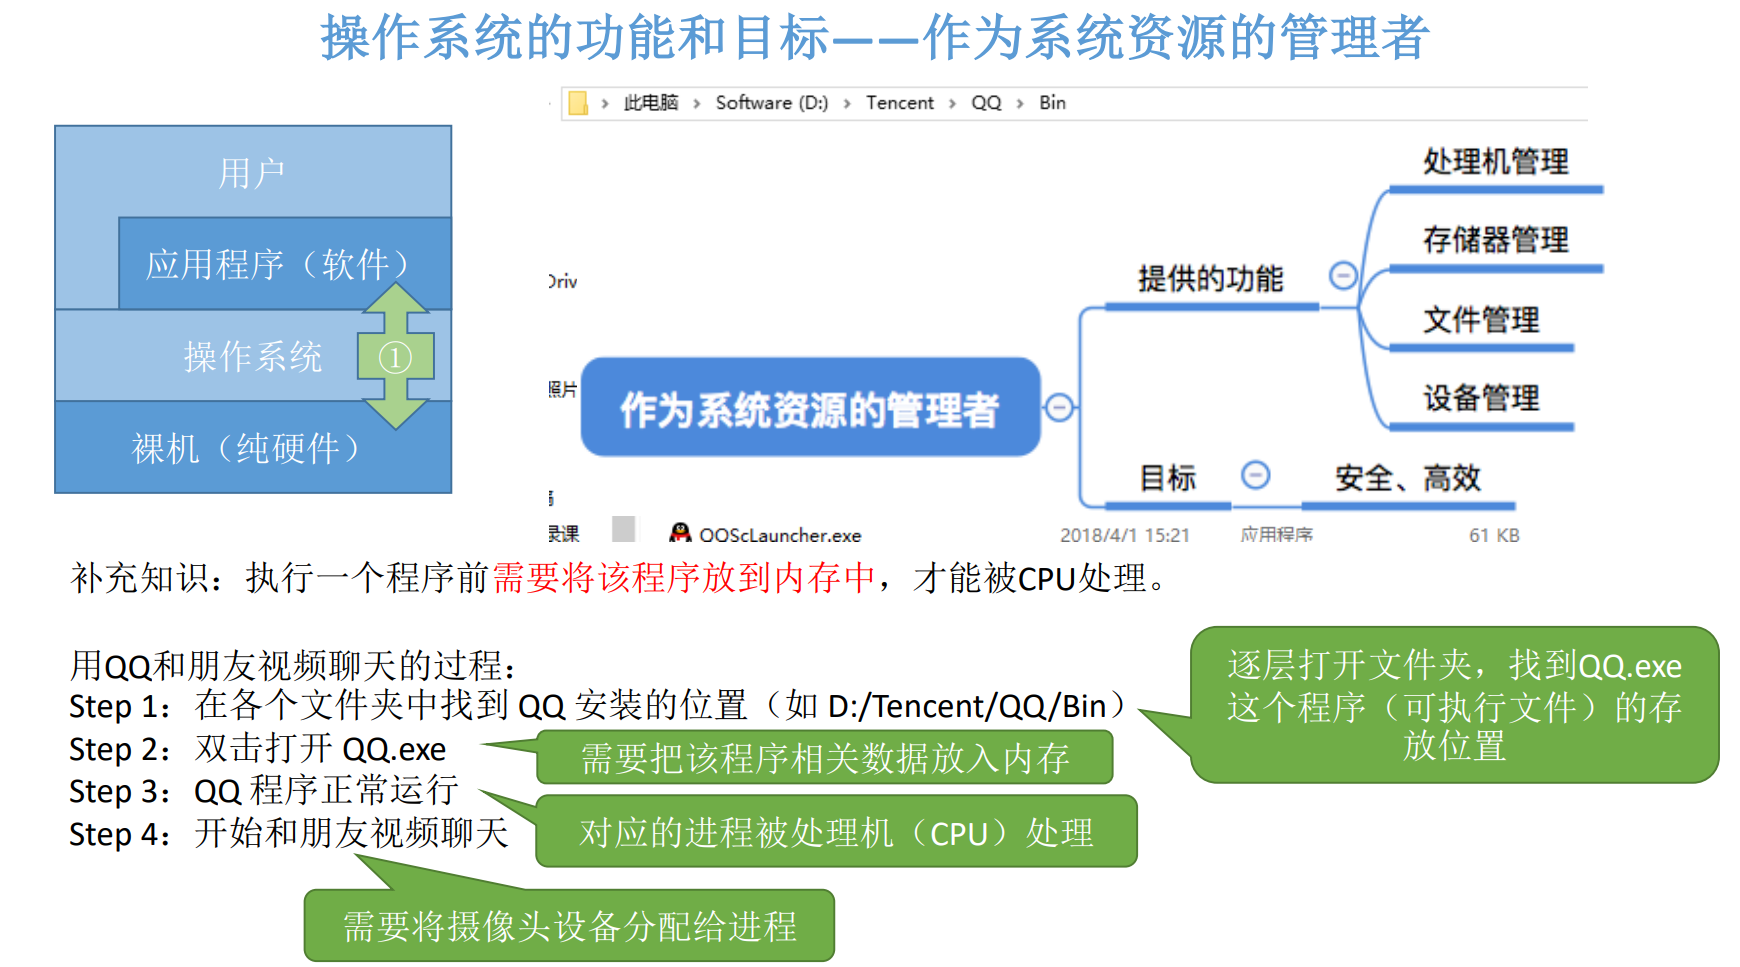 操作系统的功能和目标——作为系统资源的管理者
此电脑 > Software (D:) > Tencent > QQ > Bin
用户
应用程序（软件）
操作系统
①
裸机（纯硬件）
处理机管理
存储器管理
提供的功能
文件管理
设备管理
作为系统资源的管理者
目标
安全、高效
Driv
照片
录课
QQScLauncher.exe 2018/4/1 15:21 应用程序 61 KB
补充知识：执行一个程序前需要将该程序放到内存中，才能被CPU处理。
用QQ和朋友视频聊天的过程：
Step 1：在各个文件夹中找到 QQ 安装的位置（如 D:/Tencent/QQ/Bin）
Step 2：双击打开 QQ.exe
Step 3：QQ 程序正常运行
Step 4：开始和朋友视频聊天
逐层打开文件夹，找到QQ.exe
这个程序（可执行文件）的存
放位置
需要把该程序相关数据放入内存
对应的进程被处理机（CPU）处理
需要将摄像头设备分配给进程